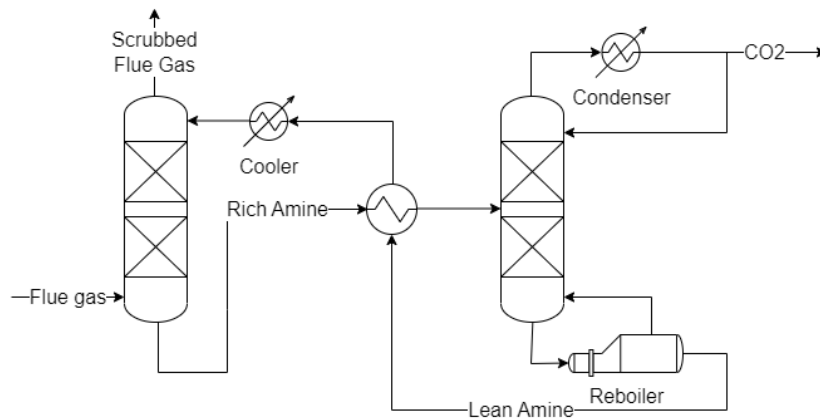 Scrubbed
Flue Gas
CO2
Condenser
Cooler
Rich Amine
Flue gas
Reboiler
Lean Amine